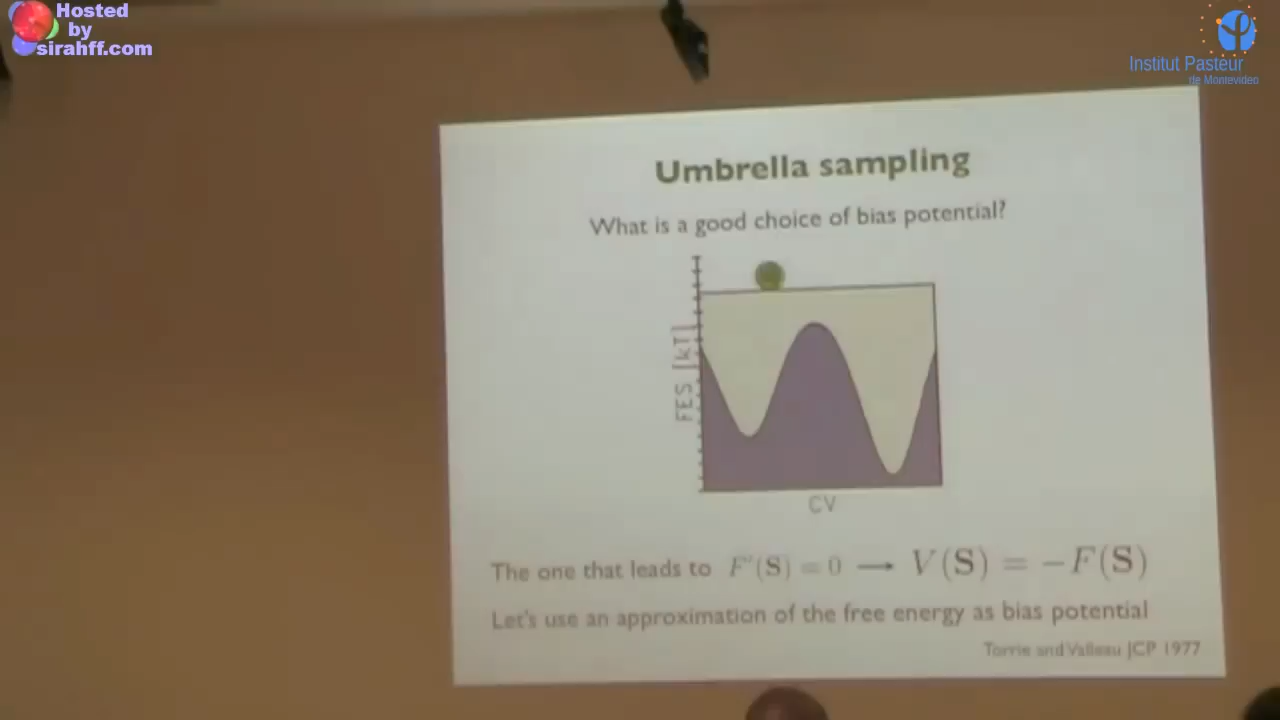 Hosted
by
sirahff.com
Institut Pasteur
de Montevideo
Umbrella sampling
What is a good choice of bias potential?
FES [kT]
CV
The one that leads to F'(S) = 0 ⟶ V(S) = −F(S)
Let's use an approximation of the free energy as bias potential
Torrie and Valleau JCP 1977